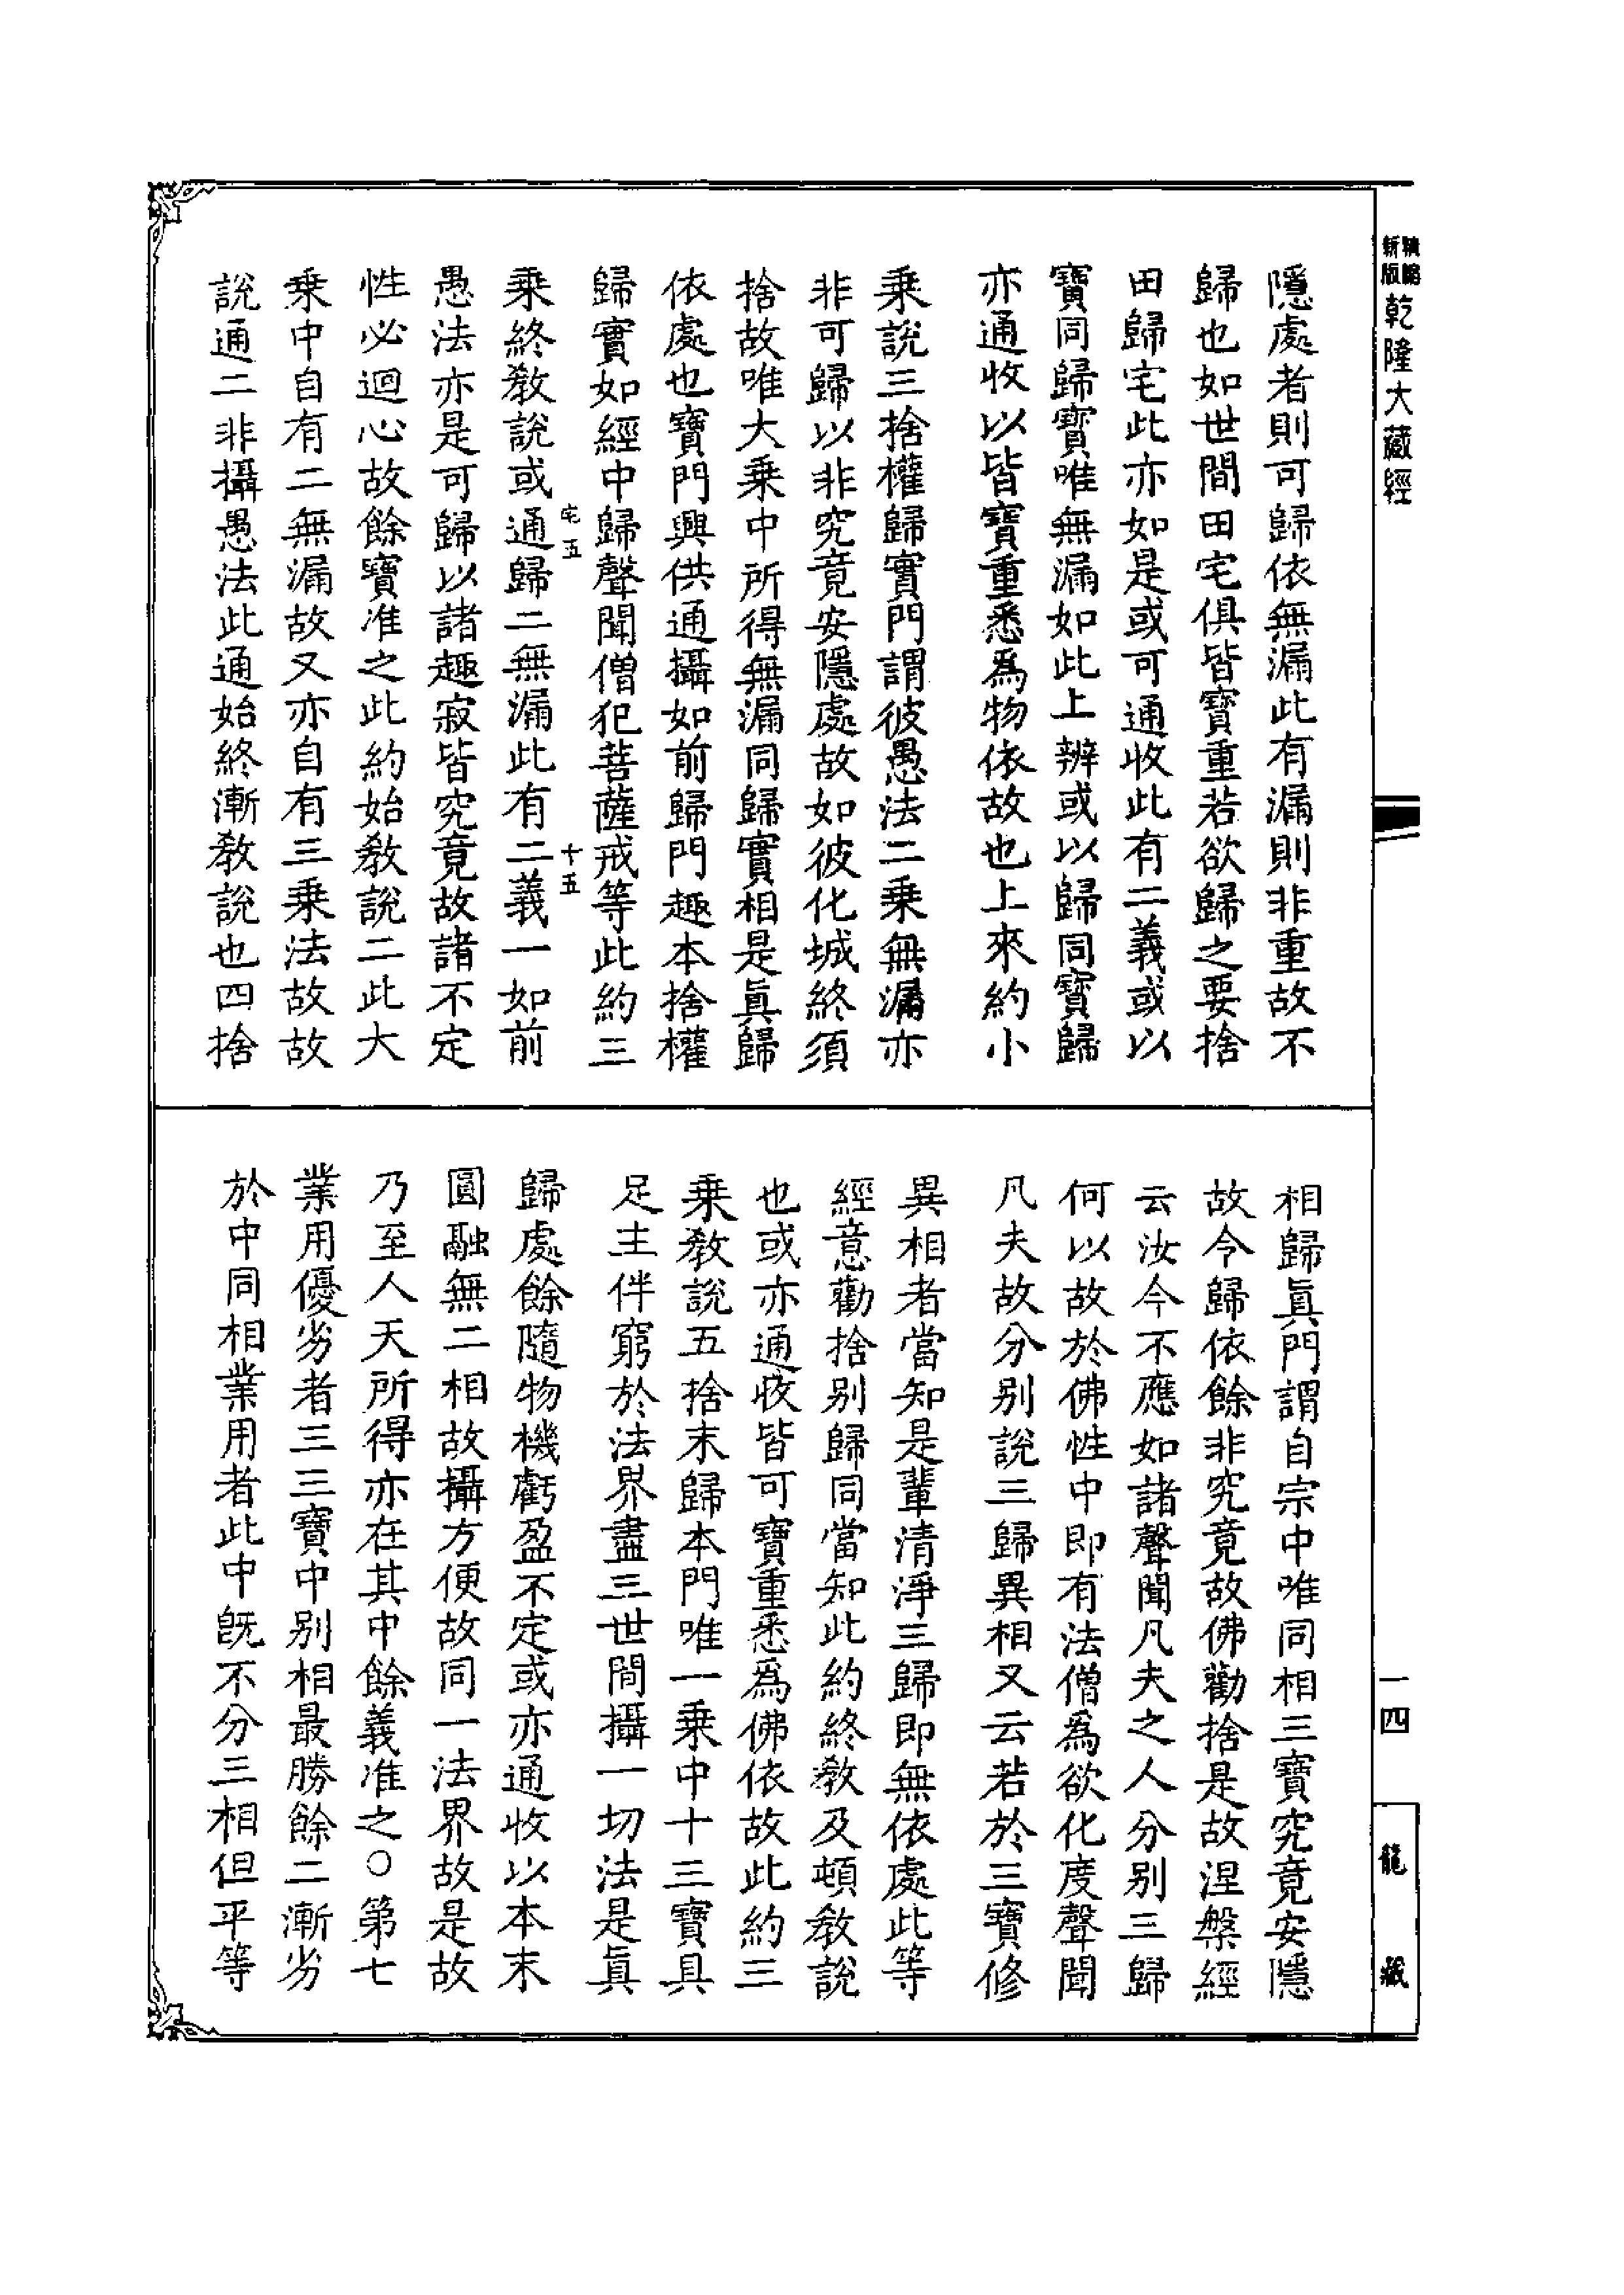 新版縮編乾隆大藏經
隱處者則可歸依無漏此有漏則非重故不
歸也如世間田宅俱皆寶重若欲歸之要捨
田歸宅此亦如是或可通收此有二義或以
寶同歸寶唯無漏如此上辨或以歸同寶歸
亦通收以皆寶重悉爲物依故也上來約小
乗說三捨權歸實門謂彼愚法二乗無漏亦
非可歸以非究竟安隱處故如彼化城終須
捨故唯大乗中所得無漏同歸實相是眞歸
依處也寶門興供通攝如前歸門趣本捨權
歸實如經中歸聲聞僧犯菩薩戒等此約三
宅五
十五
乗終教說或通歸二無漏此有二義一如前
愚法亦是可歸以諸趣寂皆究竟故諸不定
性必迴心故餘寶准之此約始教說二此大
乗中自有二無漏故又亦自有三乗法故故
說通二非攝愚法此通始終漸教說也四捨
相歸眞門謂自宗中唯同相三寶究竟安隱
故令歸依餘非究竟故佛勸捨是故涅槃經
云汝今不應如諸聲聞凡夫之人分別三歸
何以故於佛性中即有法僧爲欲化度聲聞
凡夫故分別說三歸異相又云若於三寶修
異相者當知是輩清淨三歸即無依處此等
經意勸捨別歸同當知此約終教及頓教說
也或亦通收皆可寶重悉爲佛依故此約三
乗教說五捨末歸本門唯一乗中十三寶具
足主伴窮於法界盡三世間攝一切法是眞
歸處餘隨物機虧盈不定或亦通收以本末
圓融無二相故攝方便故同一法界故是故
乃至人天所得亦在其中餘義准之○第七
業用優劣者三三寶中別相最勝餘二漸劣
於中同相業用者此中旣不分三相但平等
一四
龍藏